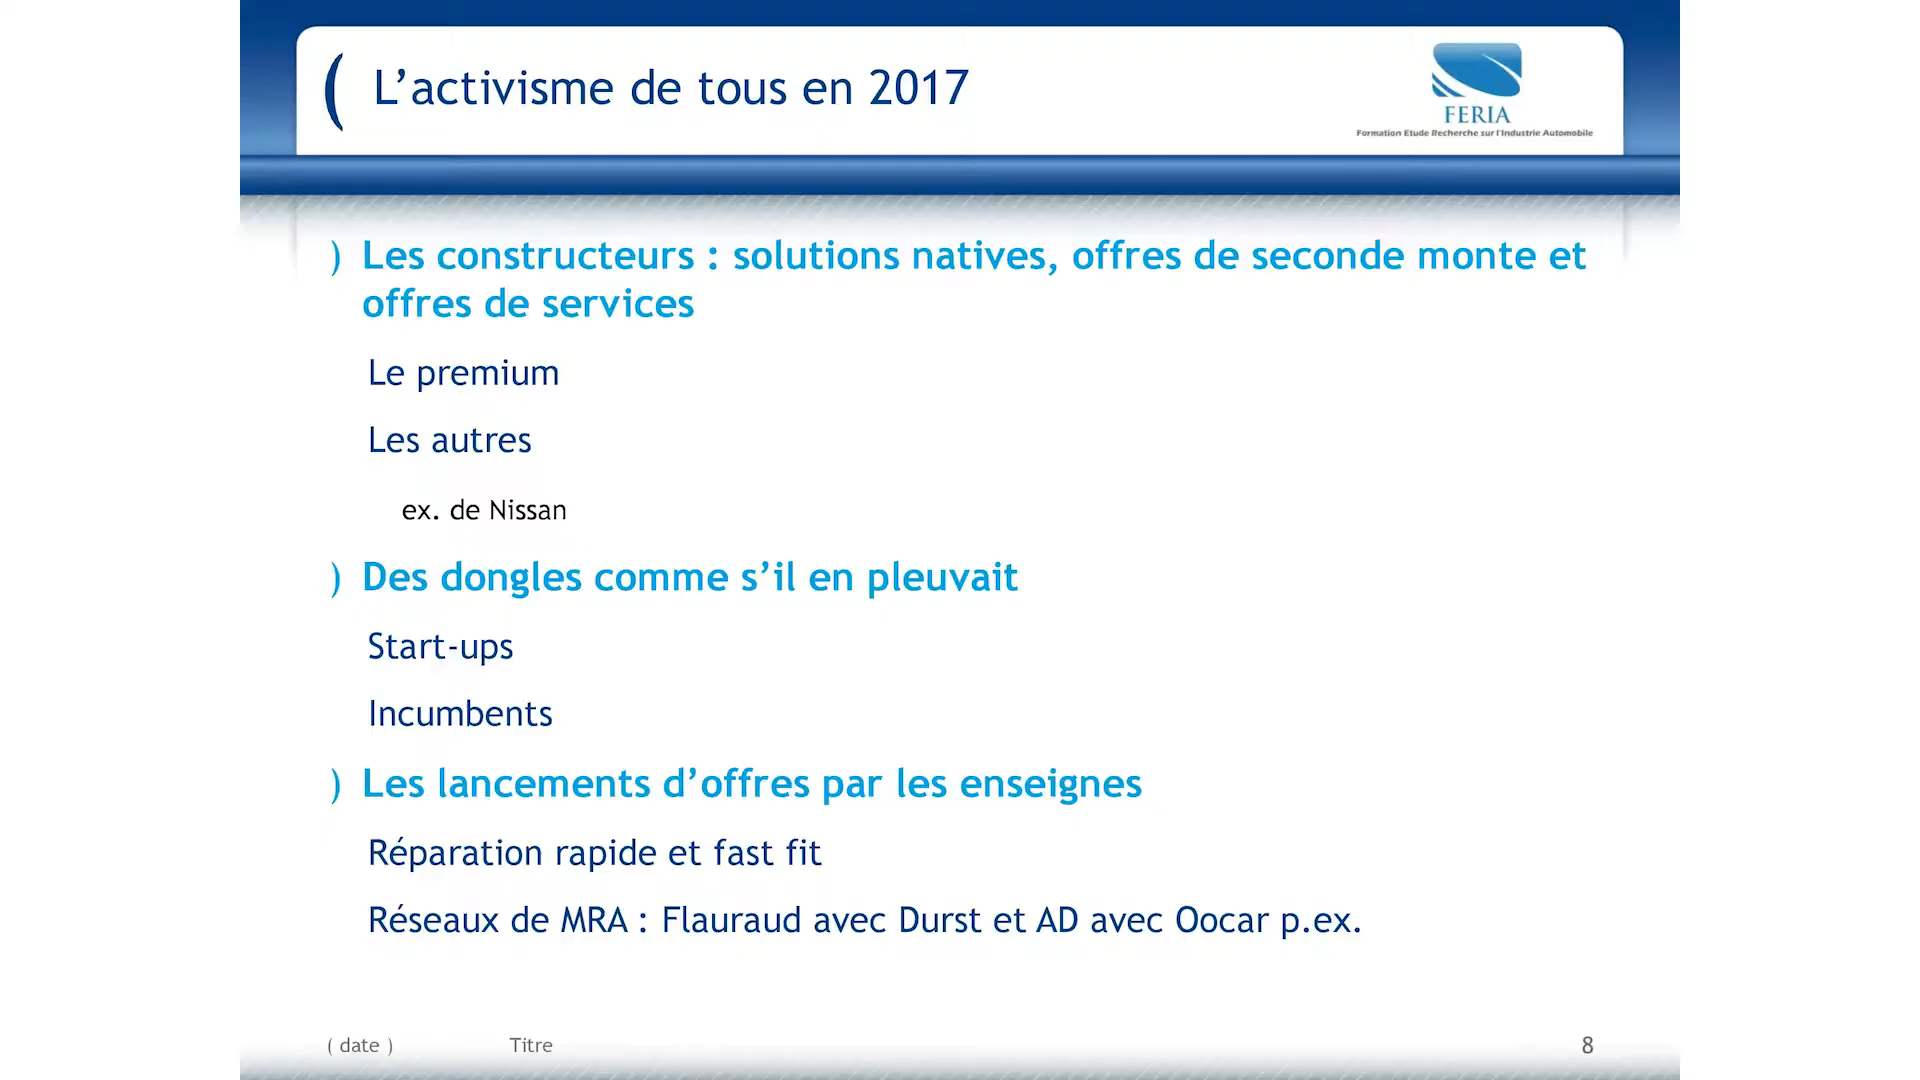 ( L’activisme de tous en 2017
FERIA
Formation Etude Recherche sur l'Industrie Automobile
) Les constructeurs : solutions natives, offres de seconde monte et
offres de services
Le premium
Les autres
ex. de Nissan
) Des dongles comme s’il en pleuvait
Start-ups
Incumbents
) Les lancements d’offres par les enseignes
Réparation rapide et fast fit
Réseaux de MRA : Flauraud avec Durst et AD avec Oocar p.ex.
( date ) Titre 8